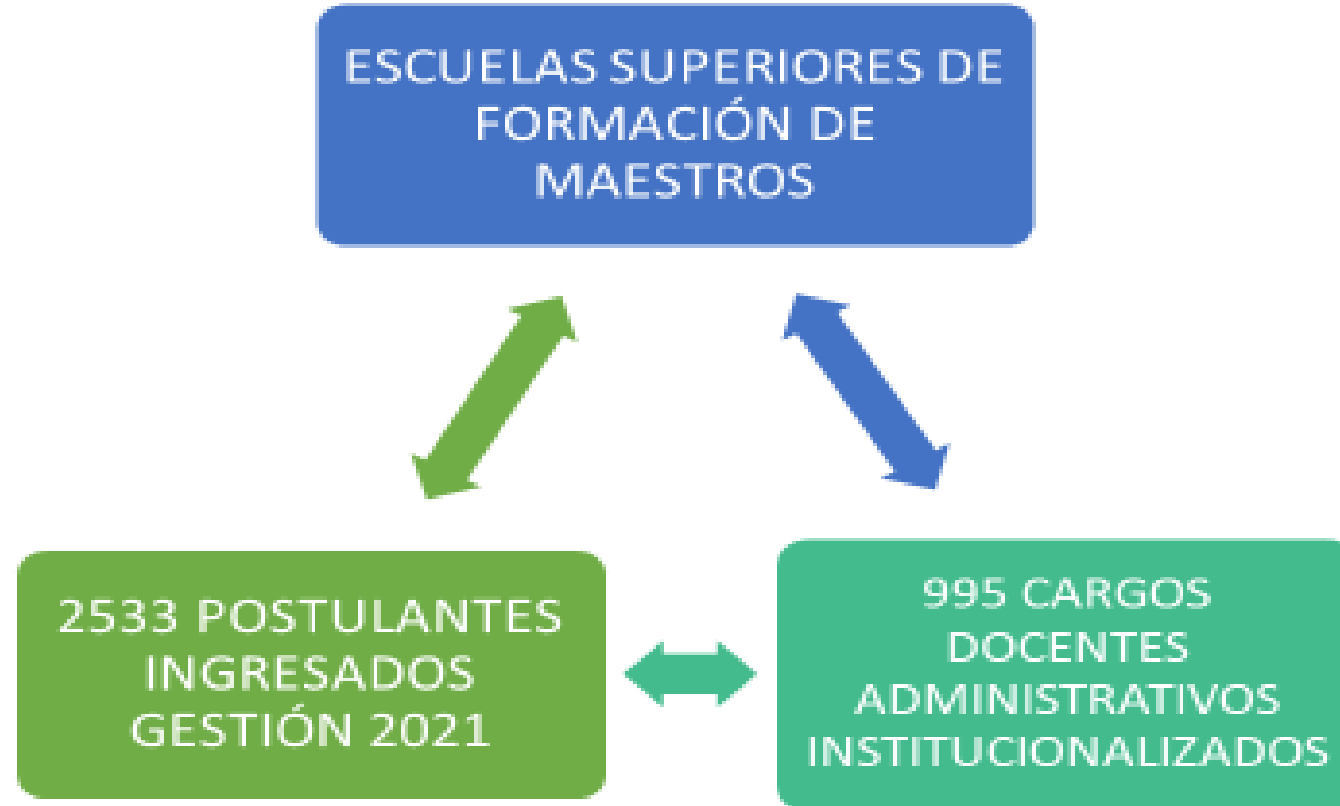 ESCUELAS SUPERIORES DE
FORMACIÓN DE
MAESTROS
2533 POSTULANTES
INGRESADOS
GESTIÓN 2021
995 CARGOS
DOCENTES
ADMINISTRATIVOS
INSTITUCIONALIZADOS